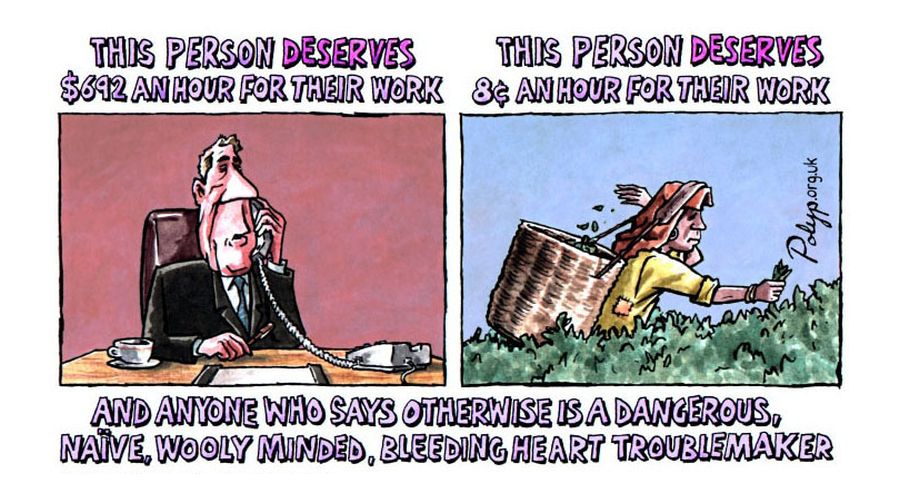 THIS PERSON DESERVES
$692 AN HOUR FOR THEIR WORK
THIS PERSON DESERVES
8¢ AN HOUR FOR THEIR WORK
Polyp.org.uk
AND ANYONE WHO SAYS OTHERWISE IS A DANGEROUS,
NAÏVE, WOOLY MINDED, BLEEDING HEART TROUBLEMAKER